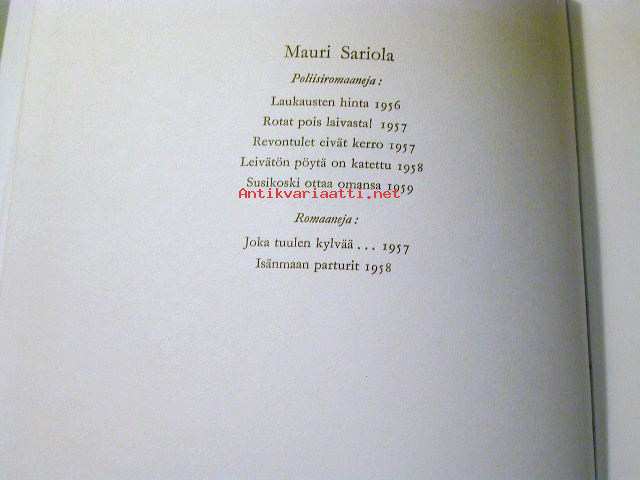 Mauri Sariola
Poliisiromaaneja:
Laukausten hinta 1956
Rotat pois laivasta! 1957
Revontulet eivät kerro 1957
Leivätön pöytä on katettu 1958
Susikoski ottaa omansa 1959
Antikvariaatti.net
Romaaneja:
Joka tuulen kylvää ... 1957
Isänmaan parturit 1958